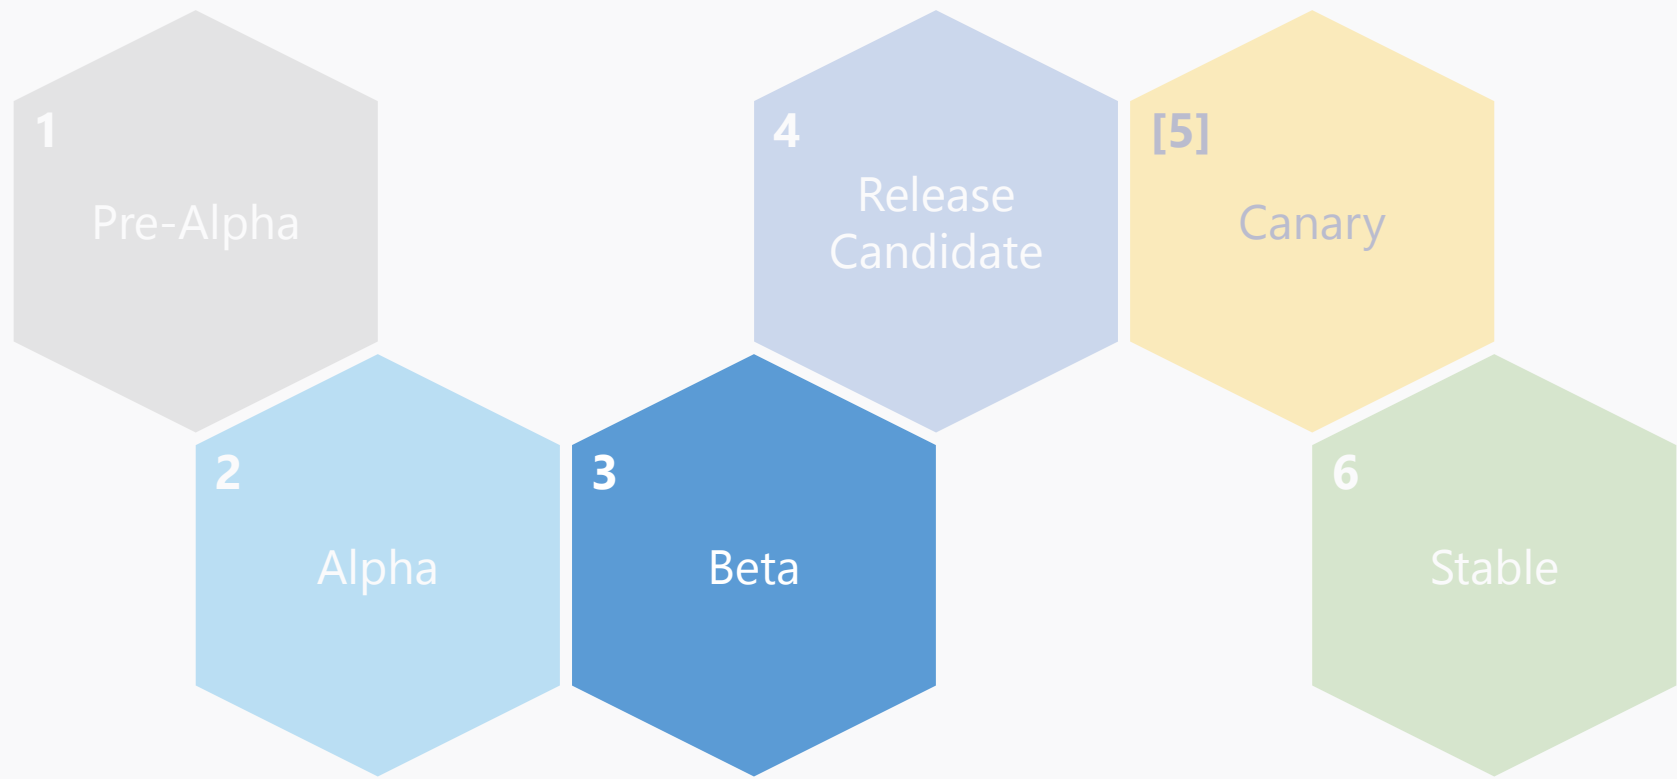 1
Pre-Alpha
2
Alpha
3
Beta
4
Release
Candidate
[5]
Canary
6
Stable